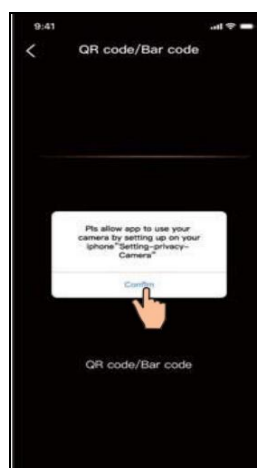 9:41
QR code/Bar code
Pls allow app to use your
camera by setting up on your
iphone"Setting-privacy-
Camera"
Confirm
QR code/Bar code